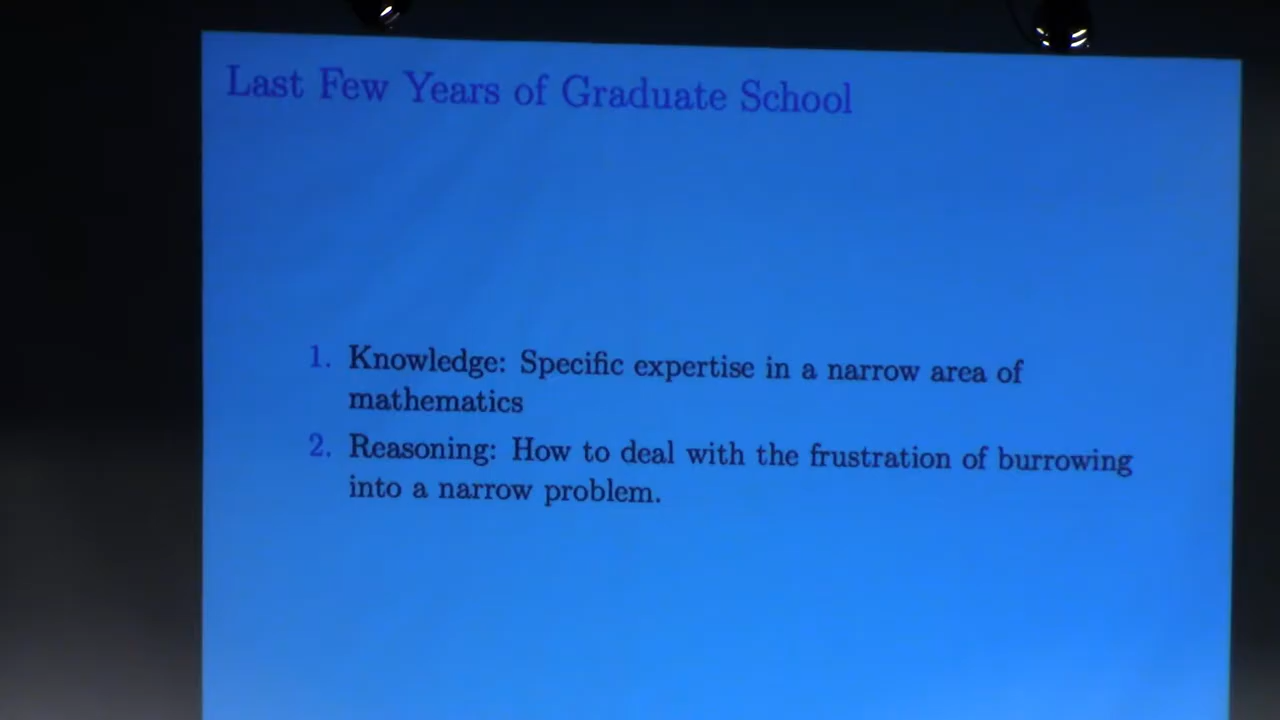 Last Few Years of Graduate School
1. Knowledge: Specific expertise in a narrow area of
mathematics
2. Reasoning: How to deal with the frustration of burrowing
into a narrow problem.